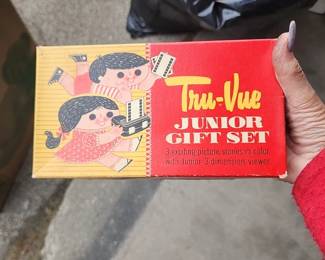 Tru-Vue
JUNIOR
GIFT SET
3 exciting picture stories in color
with Junior 3-dimension viewer